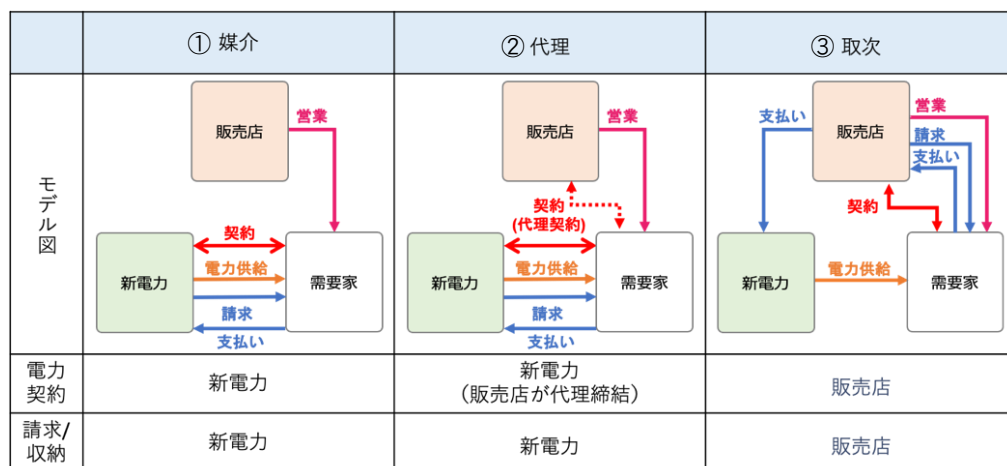 ① 媒介
② 代理
③ 取次
モデル図
販売店
営業
契約
新電力
電力供給
需要家
請求
支払い
販売店
営業
契約
(代理契約)
新電力
電力供給
需要家
請求
支払い
支払い
販売店
営業
請求
支払い
契約
新電力
電力供給
需要家
電力
契約
新電力
新電力
(販売店が代理締結)
販売店
請求/
収納
新電力
新電力
販売店